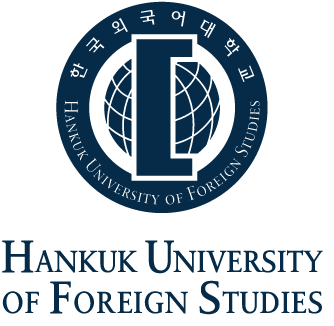 한국외국어대학교
HANKUK UNIVERSITY OF FOREIGN STUDIES
HANKUK UNIVERSITY
OF FOREIGN STUDIES